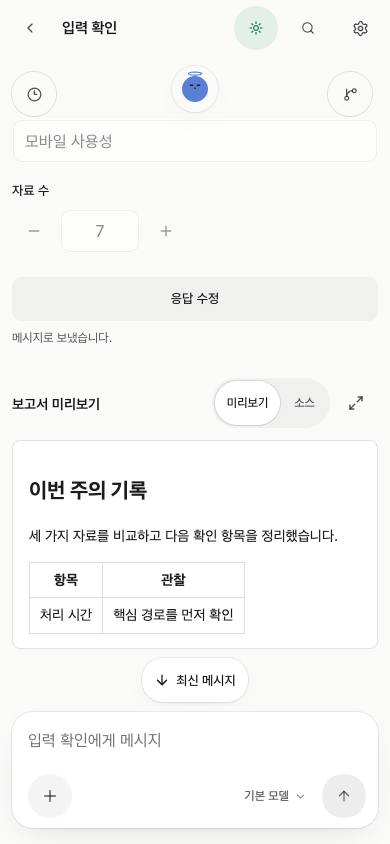 입력 확인
모바일 사용성
자료 수
7
응답 수정
메시지로 보냈습니다.
보고서 미리보기
미리보기
소스
이번 주의 기록
세 가지 자료를 비교하고 다음 확인 항목을 정리했습니다.
항목 관찰
처리 시간 핵심 경로를 먼저 확인
최신 메시지
입력 확인에게 메시지
기본 모델